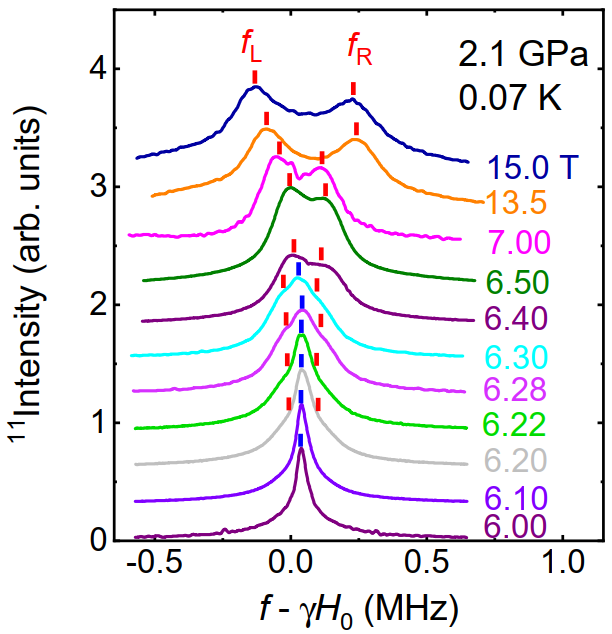 f_L
f_R
2.1 GPa
0.07 K
15.0 T
13.5
7.00
6.50
6.40
6.30
6.28
6.22
6.20
6.10
6.00
4
3
2
1
0
¹¹Intensity (arb. units)
-0.5 0.0 0.5 1.0
f - γH₀ (MHz)